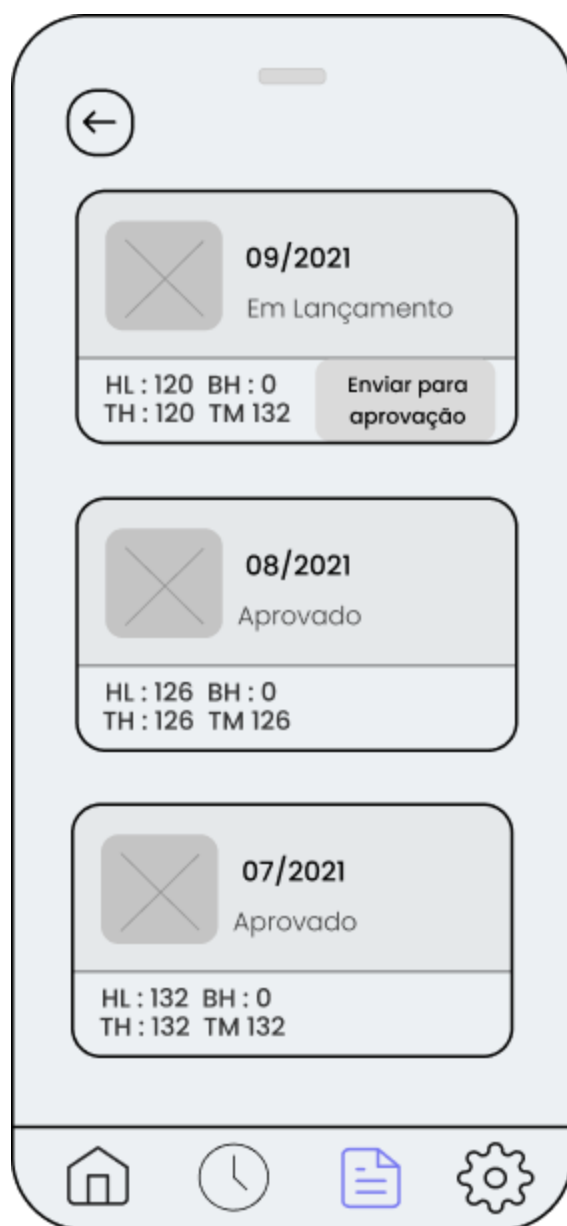 09/2021
Em Lançamento
HL : 120 BH : 0
TH : 120 TM 132
Enviar para
aprovação
08/2021
Aprovado
HL : 126 BH : 0
TH : 126 TM 126
07/2021
Aprovado
HL : 132 BH : 0
TH : 132 TM 132